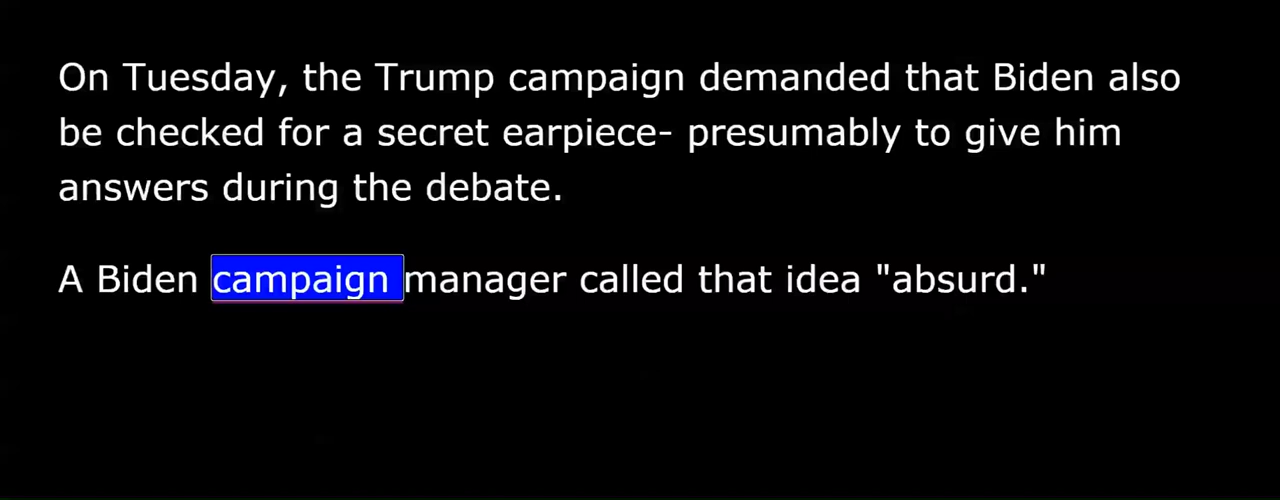 On Tuesday, the Trump campaign demanded that Biden also
be checked for a secret earpiece- presumably to give him
answers during the debate.
A Biden campaign manager called that idea "absurd."